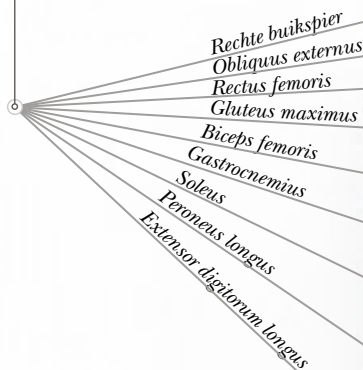 Rechte buikspier
Obliquus externus
Rectus femoris
Gluteus maximus
Biceps femoris
Gastrocnemius
Soleus
Peroneus longus
Extensor digitorum longus